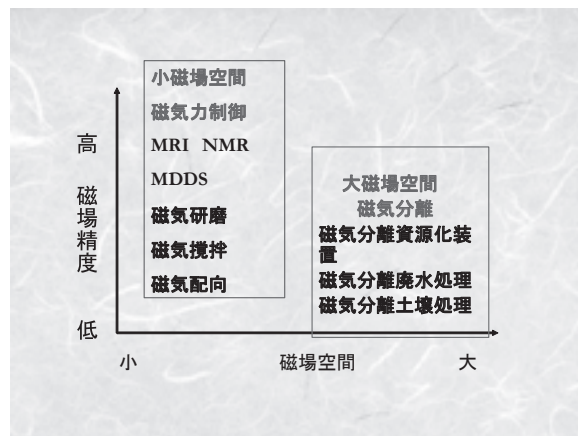 小磁場空間
磁気力制御
MRI NMR
MDDS
磁気研磨
磁気撹拌
磁気配向
大磁場空間
磁気分離
磁気分離資源化装
置
磁気分離廃水処理
磁気分離土壌処理
高
磁場精度
低
小
磁場空間
大